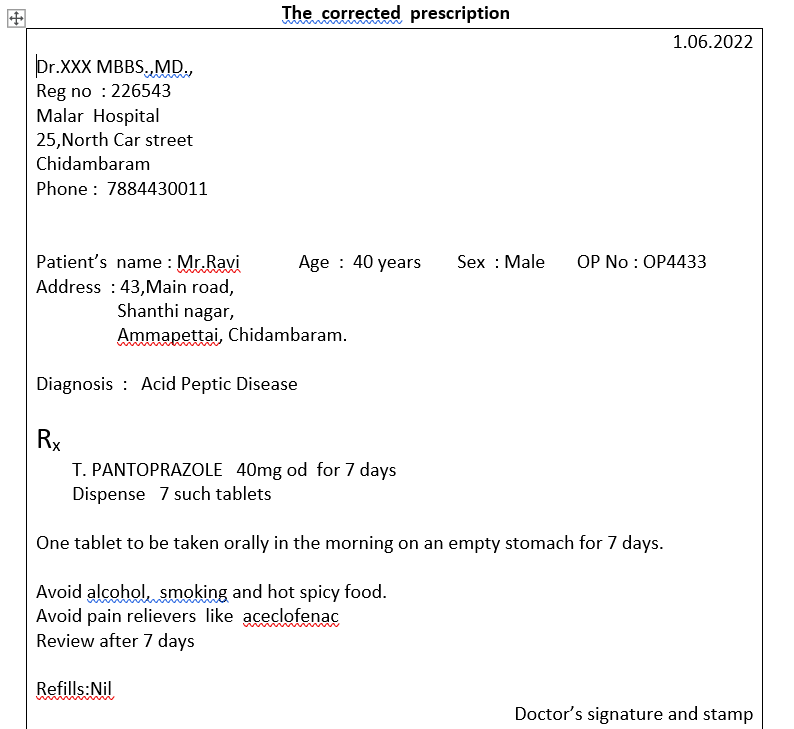 The corrected prescription
1.06.2022
Dr.XXX MBBS.,MD.,
Reg no : 226543
Malar Hospital
25,North Car street
Chidambaram
Phone : 7884430011
Patient's name : Mr.Ravi Age : 40 years Sex : Male OP No : OP4433
Address : 43,Main road,
Shanthi nagar,
Ammapettai, Chidambaram.
Diagnosis : Acid Peptic Disease
Rx
T. PANTOPRAZOLE 40mg od for 7 days
Dispense 7 such tablets
One tablet to be taken orally in the morning on an empty stomach for 7 days.
Avoid alcohol, smoking and hot spicy food.
Avoid pain relievers like aceclofenac
Review after 7 days
Refills:Nil
Doctor's signature and stamp